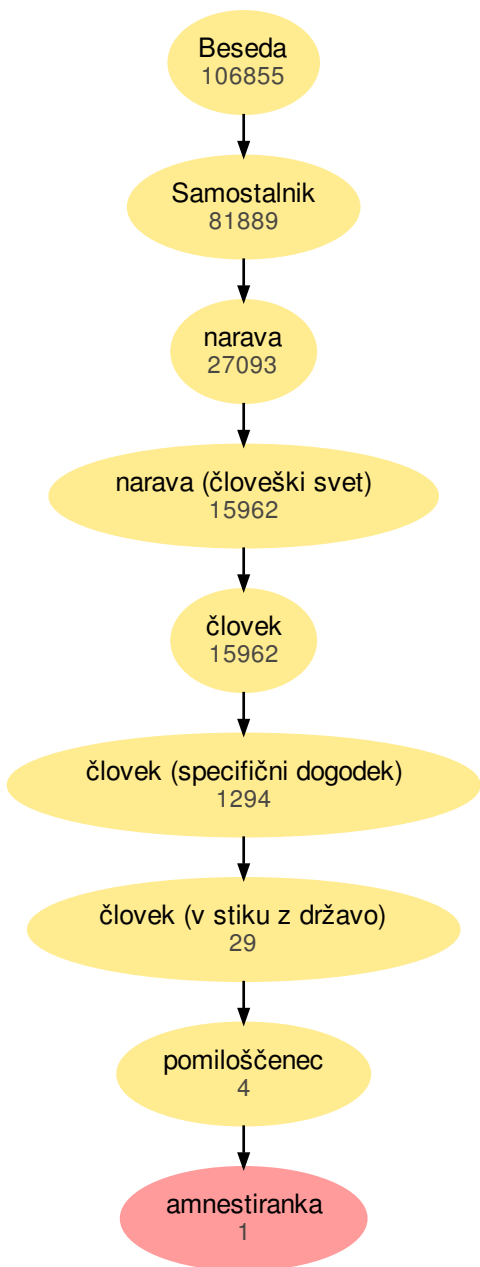 Beseda
106855
Samostalnik
81889
narava
27093
narava (človeški svet)
15962
človek
15962
človek (specifični dogodek)
1294
človek (v stiku z državo)
29
pomiloščenec
4
amnestiranka
1